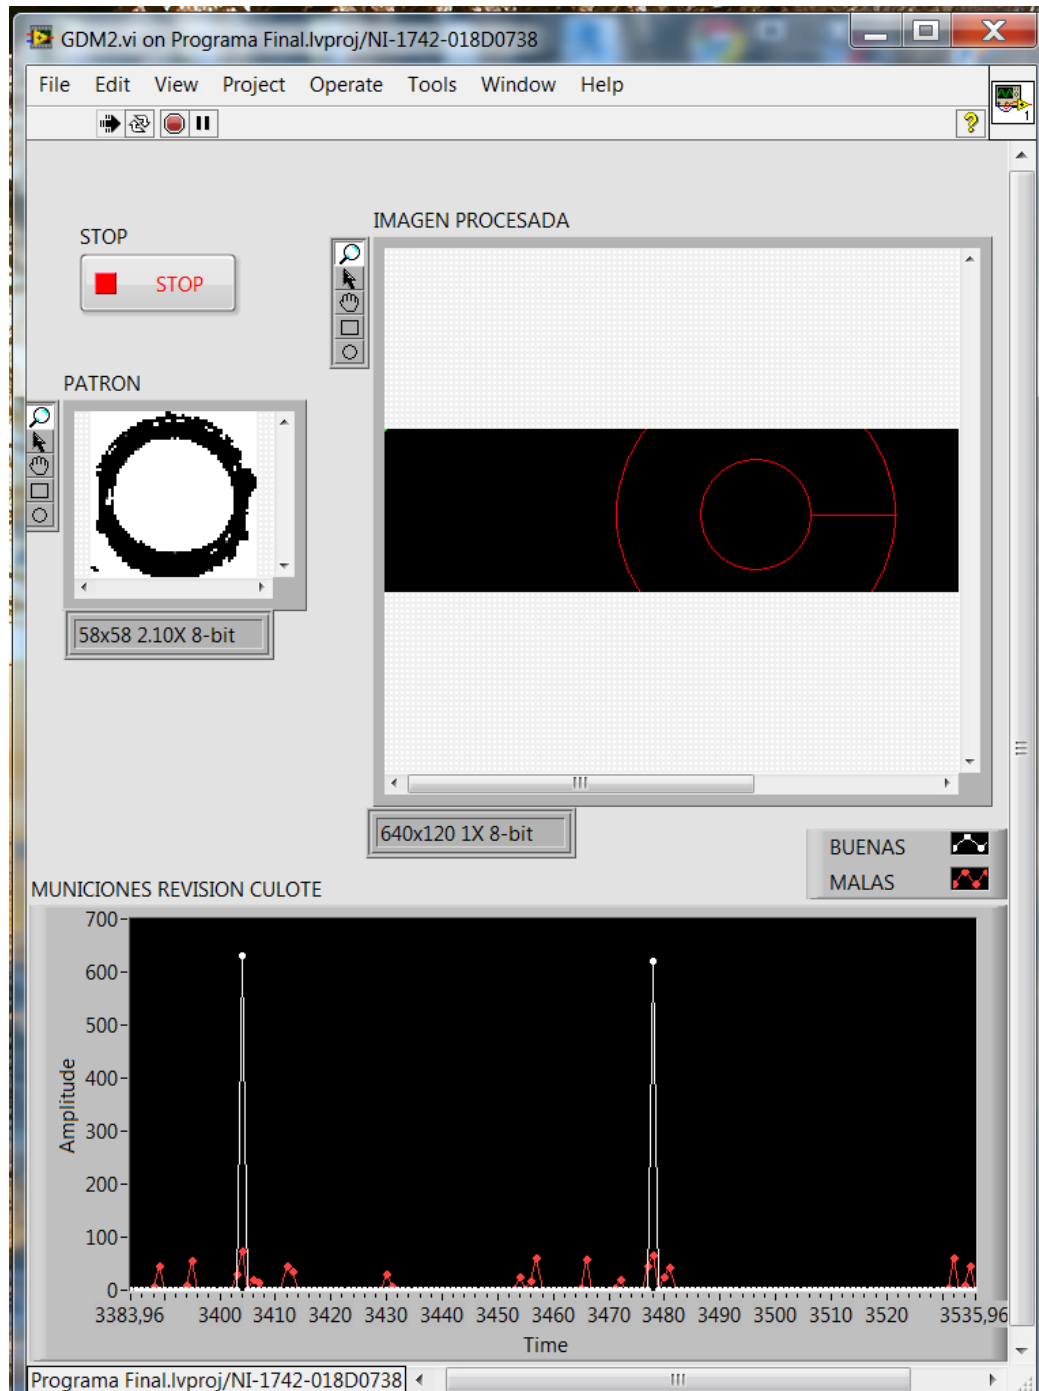 GDM2.vi on Programa Final.lvproj/NI-1742-018D0738
File Edit View Project Operate Tools Window Help
1
?
STOP
STOP
IMAGEN PROCESADA
PATRON
58x58 2.10X 8-bit
640x120 1X 8-bit
BUENAS
MALAS
MUNICIONES REVISION CULOTE
700
600
500
400
300
200
100
0
Amplitude
3383,96 3400 3410 3420 3430 3440 3450 3460 3470 3480 3490 3500 3510 3520 3535,96
Time
Programa Final.lvproj/NI-1742-018D0738